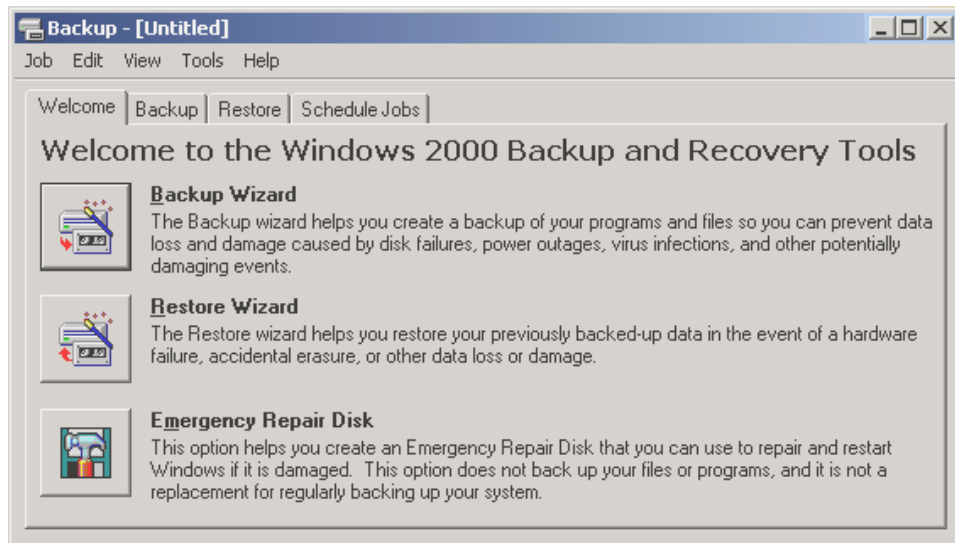 Backup - [Untitled]
Job Edit View Tools Help
Welcome Backup Restore Schedule Jobs
Welcome to the Windows 2000 Backup and Recovery Tools
Backup Wizard
The Backup wizard helps you create a backup of your programs and files so you can prevent data
loss and damage caused by disk failures, power outages, virus infections, and other potentially
damaging events.
Restore Wizard
The Restore wizard helps you restore your previously backed-up data in the event of a hardware
failure, accidental erasure, or other data loss or damage.
Emergency Repair Disk
This option helps you create an Emergency Repair Disk that you can use to repair and restart
Windows if it is damaged.  This option does not back up your files or programs, and it is not a
replacement for regularly backing up your system.